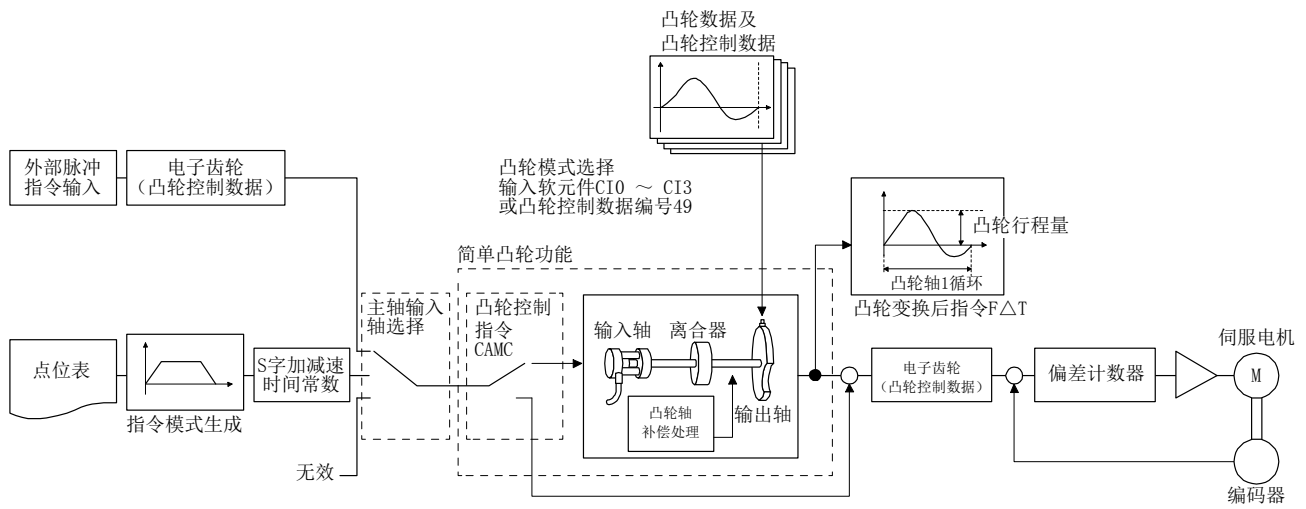 凸轮数据及
凸轮控制数据
外部脉冲
指令输入
电子齿轮
(凸轮控制数据)
凸轮模式选择
输入软元件CI0 ～ CI3
或凸轮控制数据编号49
凸轮行程量
凸轮轴1循环
凸轮变换后指令F△T
简单凸轮功能
主轴输入
轴选择
凸轮控制
指令
CAMC
输入轴
离合器
凸轮轴
补偿处理
输出轴
点位表
指令模式生成
S字加减速
时间常数
无效
电子齿轮
(凸轮控制数据)
偏差计数器
伺服电机
M
编码器